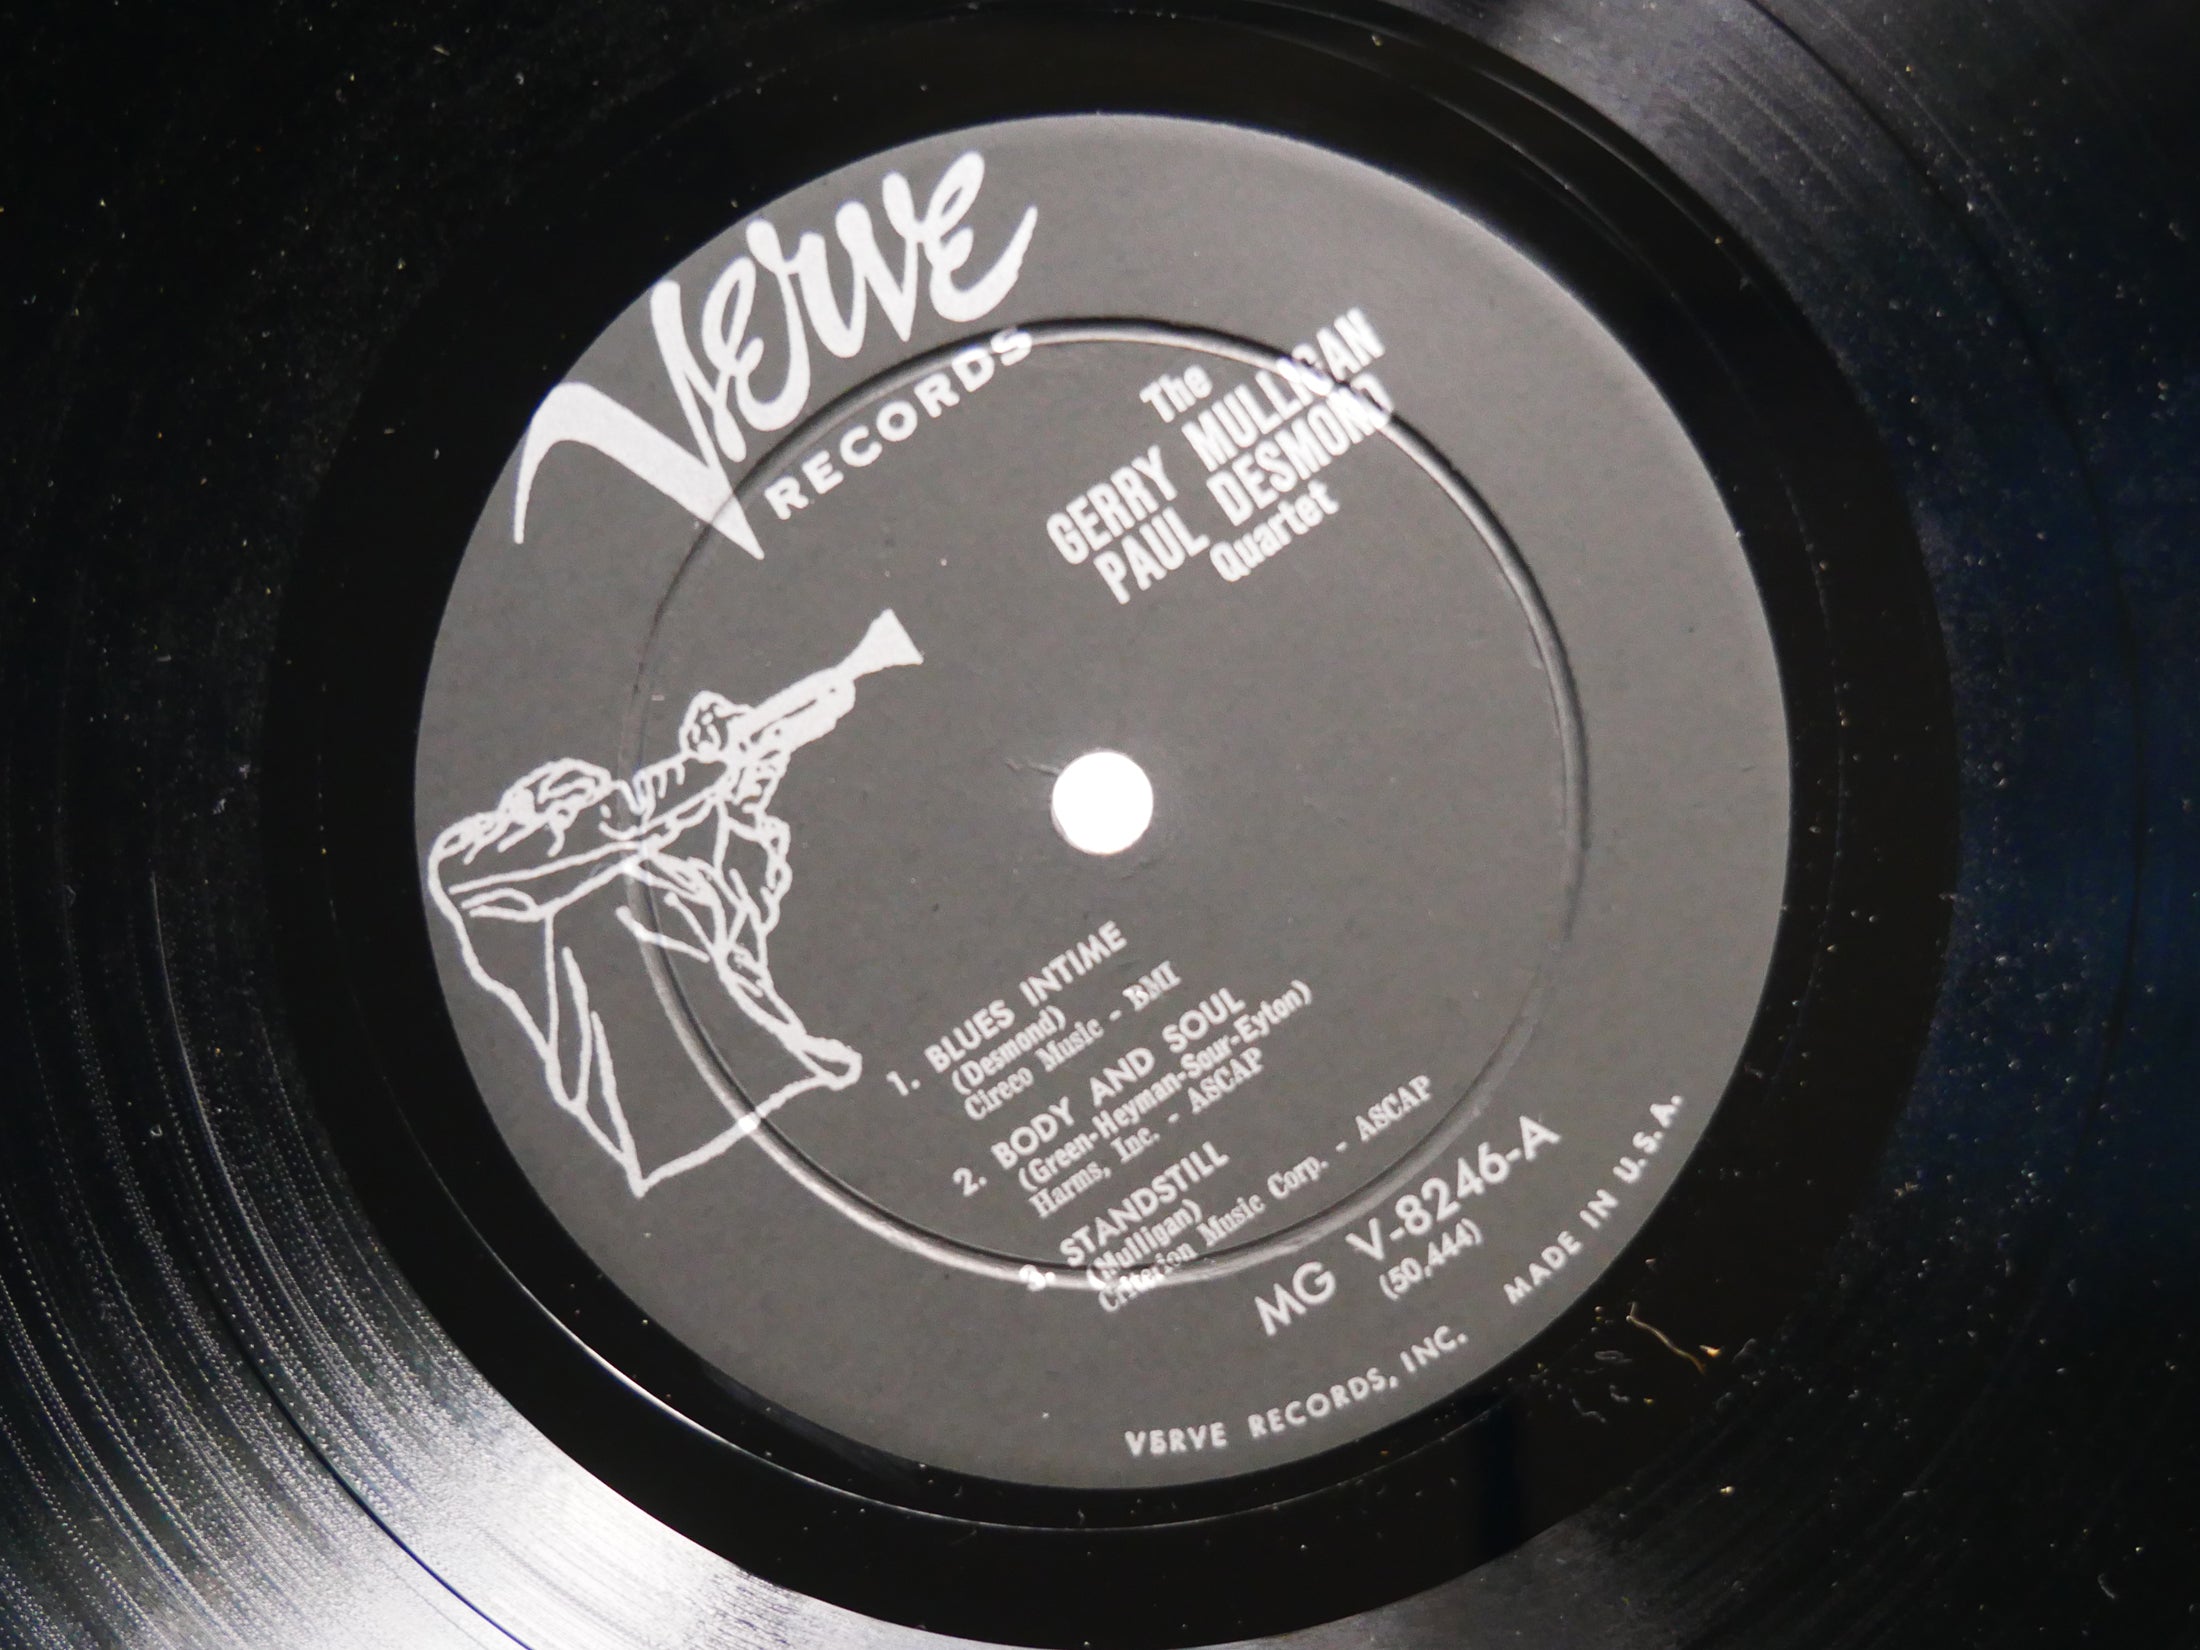 Verve
RECORDS
The
GERRY MULLIGAN
PAUL DESMOND
Quartet
1. BLUES INTIME
(Desmond)
Cireco Music - BMI
2. BODY AND SOUL
(Green-Heyman-Sour-Eyton)
Harms, Inc. - ASCAP
3. STANDSTILL
(Mulligan)
Criterion Music Corp. - ASCAP
MG V-8246-A
(50,444)
VERVE RECORDS, INC. MADE IN U.S.A.